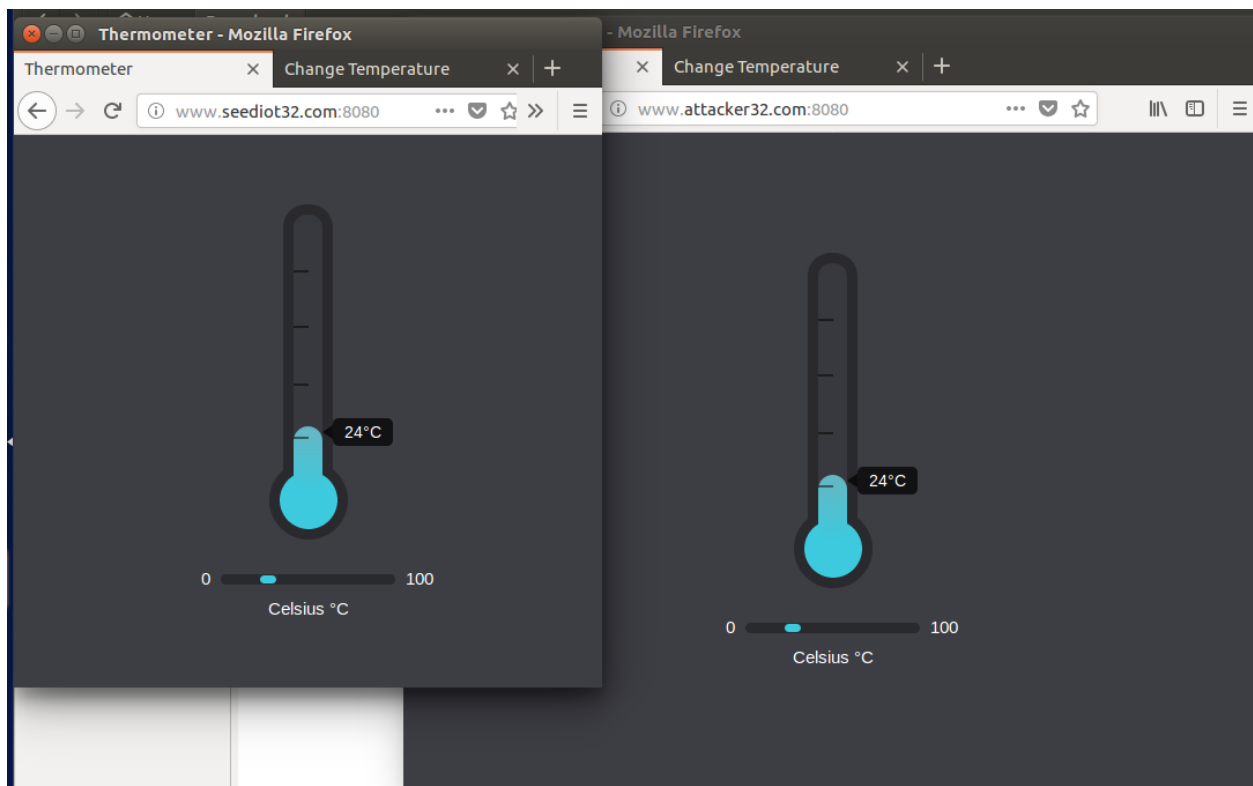 Thermometer - Mozilla Firefox
Thermometer
Change Temperature
www.seediot32.com:8080
24°C
0
100
Celsius °C
- Mozilla Firefox
Change Temperature
www.attacker32.com:8080
24°C
0
100
Celsius °C